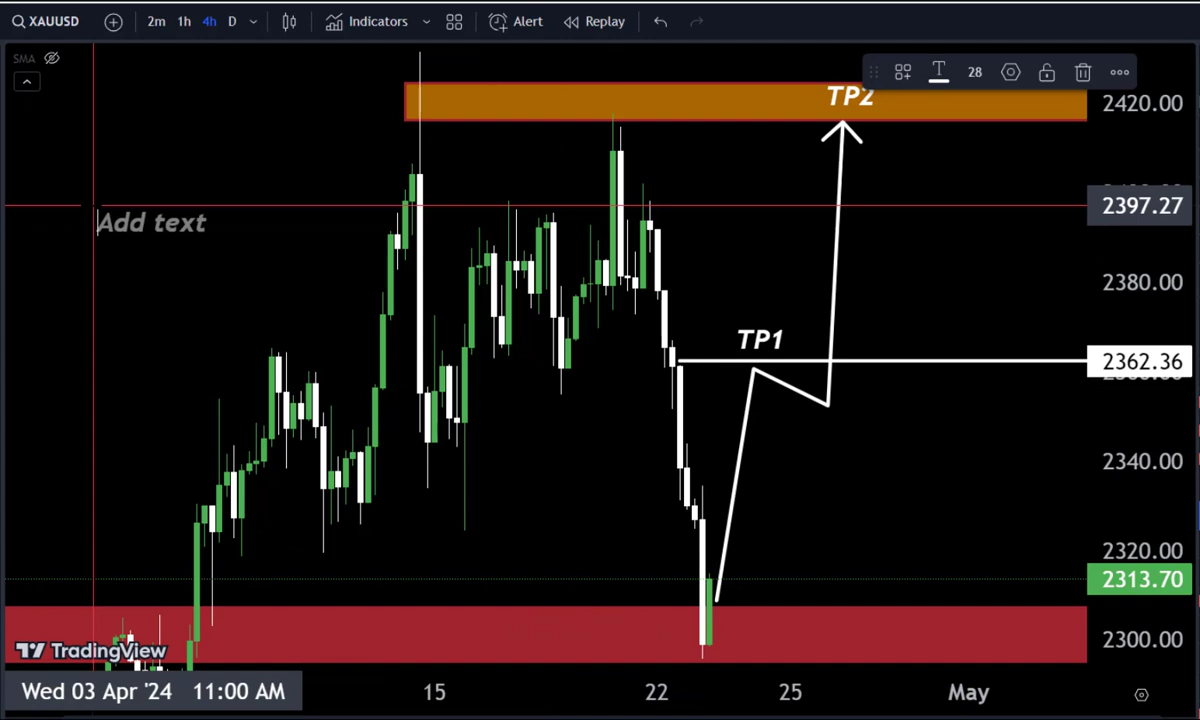 XAUUSD 2m 1h 4h D Indicators Alert Replay
SMA
28
TP2
2420.00
2397.27
Add text
2380.00
TP1
2362.36
2340.00
2320.00
2313.70
2300.00
TradingView
Wed 03 Apr '24 11:00 AM 15 22 25 May